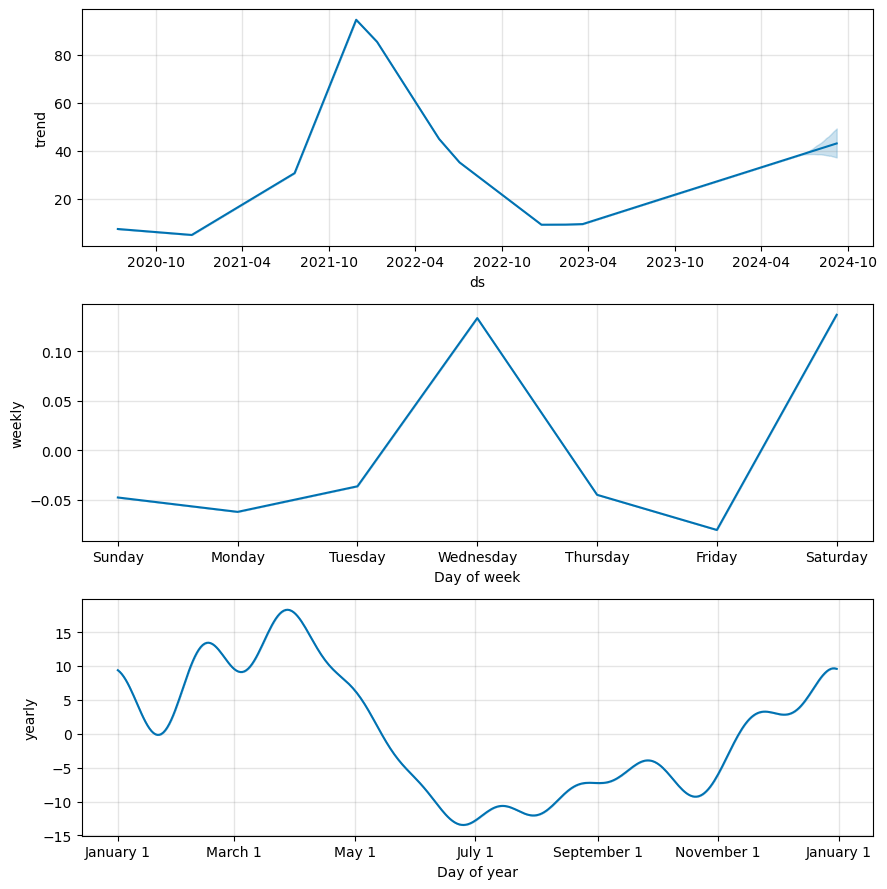 80
60
40
20
trend
2020-10 2021-04 2021-10 2022-04 2022-10 2023-04 2023-10 2024-04 2024-10
ds
0.10
0.05
0.00
−0.05
weekly
Sunday Monday Tuesday Wednesday Thursday Friday Saturday
Day of week
15
10
5
0
−5
−10
−15
yearly
January 1 March 1 May 1 July 1 September 1 November 1 January 1
Day of year